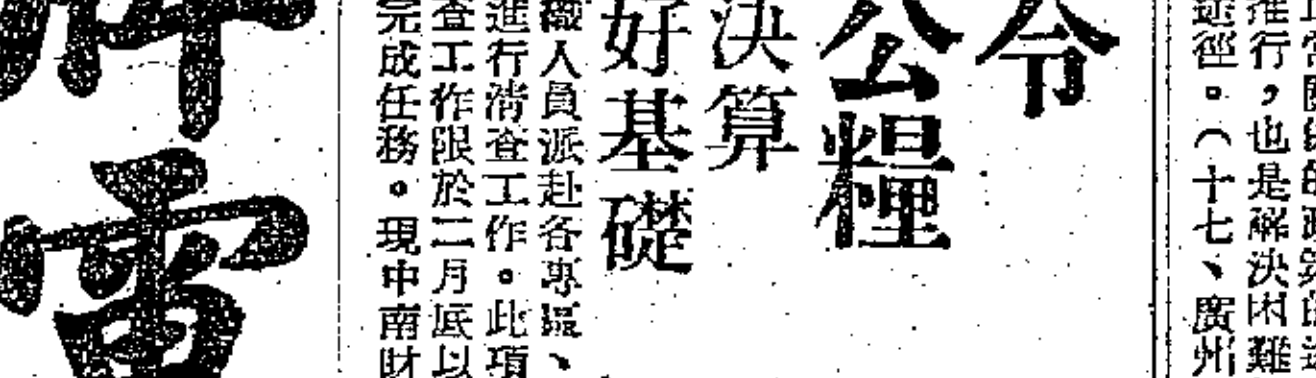 推行，也是解決困難
途徑。（十七、廣州
令
公糧
決算
好基礎
織人員派赴各專區、
進行清查工作。此項
查工作限於二月底以
完成任務。現中南財